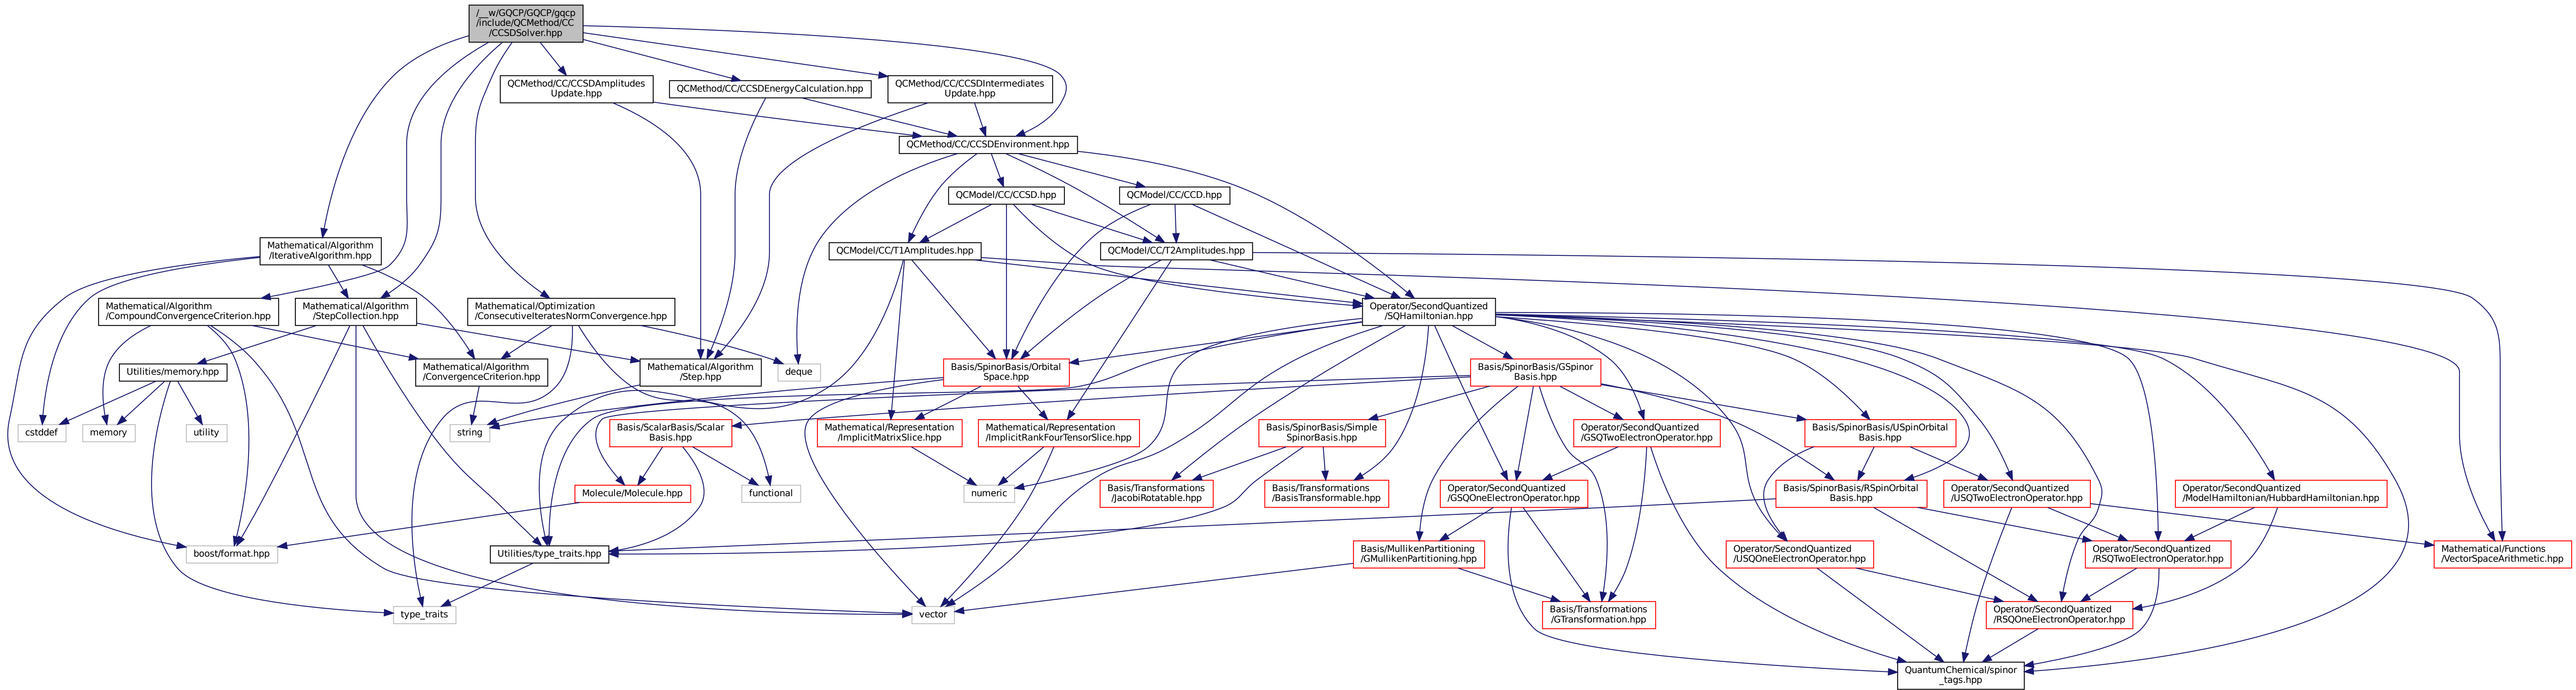 /__w/GQCP/GQCP/gqcp
/include/QCMethod/CC
/CCSDSolver.hpp
QCMethod/CC/CCSDAmplitudes
Update.hpp
QCMethod/CC/CCSDEnergyCalculation.hpp
QCMethod/CC/CCSDIntermediates
Update.hpp
QCMethod/CC/CCSDEnvironment.hpp
QCModel/CC/CCSD.hpp
QCModel/CC/CCD.hpp
Mathematical/Algorithm
/IterativeAlgorithm.hpp
QCModel/CC/T1Amplitudes.hpp
QCModel/CC/T2Amplitudes.hpp
Mathematical/Algorithm
/CompoundConvergenceCriterion.hpp
Mathematical/Algorithm
/StepCollection.hpp
Mathematical/Optimization
/ConsecutiveIteratesNormConvergence.hpp
Operator/SecondQuantized
/SQHamiltonian.hpp
Utilities/memory.hpp
Mathematical/Algorithm
/ConvergenceCriterion.hpp
Mathematical/Algorithm
/Step.hpp
deque
Basis/SpinorBasis/Orbital
Space.hpp
Basis/SpinorBasis/GSpinor
Basis.hpp
cstddef
memory
utility
string
Basis/ScalarBasis/Scalar
Basis.hpp
Mathematical/Representation
/ImplicitMatrixSlice.hpp
Mathematical/Representation
/ImplicitRankFourTensorSlice.hpp
Basis/SpinorBasis/Simple
SpinorBasis.hpp
Operator/SecondQuantized
/GSQTwoElectronOperator.hpp
Basis/SpinorBasis/USpinOrbital
Basis.hpp
Molecule/Molecule.hpp
functional
numeric
Basis/Transformations
/JacobiRotatable.hpp
Basis/Transformations
/BasisTransformable.hpp
Operator/SecondQuantized
/GSQOneElectronOperator.hpp
Basis/SpinorBasis/RSpinOrbital
Basis.hpp
Operator/SecondQuantized
/USQTwoElectronOperator.hpp
Operator/SecondQuantized
/ModelHamiltonian/HubbardHamiltonian.hpp
boost/format.hpp
Utilities/type_traits.hpp
Basis/MullikenPartitioning
/GMullikenPartitioning.hpp
Operator/SecondQuantized
/USQOneElectronOperator.hpp
Operator/SecondQuantized
/RSQTwoElectronOperator.hpp
Mathematical/Functions
/VectorSpaceArithmetic.hpp
type_traits
vector
Basis/Transformations
/GTransformation.hpp
Operator/SecondQuantized
/RSQOneElectronOperator.hpp
QuantumChemical/spinor
_tags.hpp